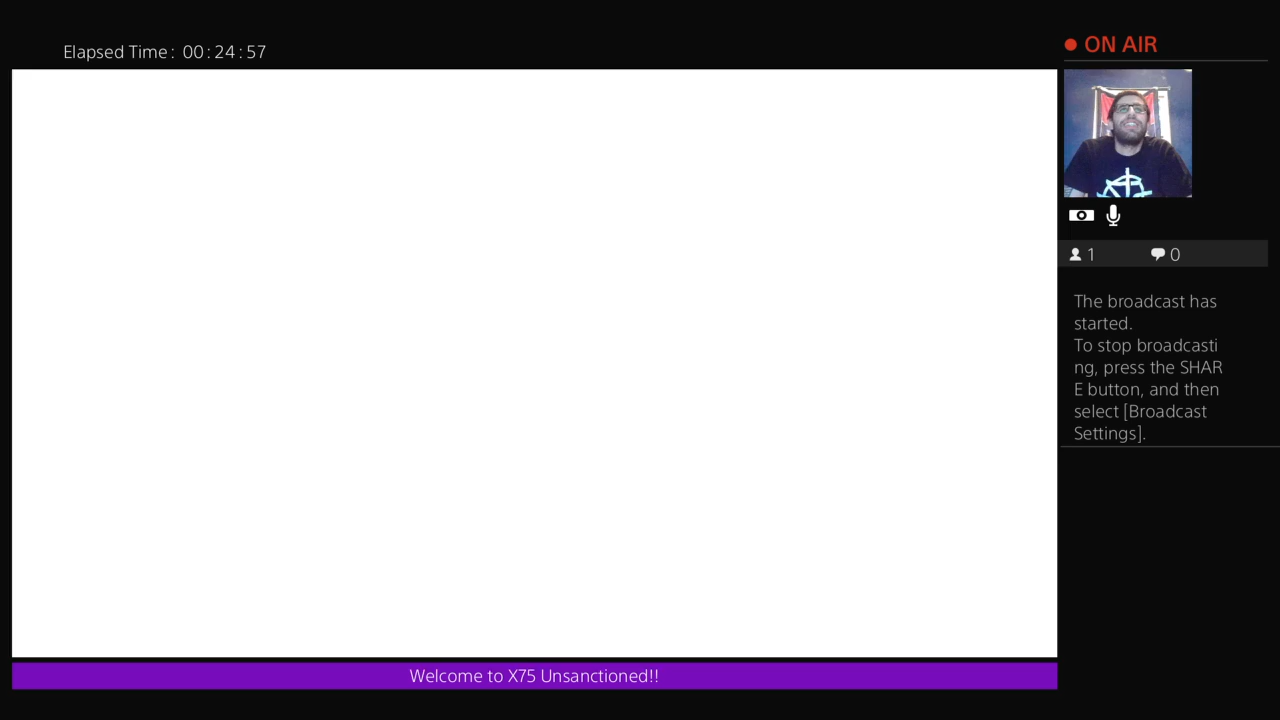 Elapsed Time: 00:24:57
ON AIR
1 0
The broadcast has
started.
To stop broadcasti
ng, press the SHAR
E button, and then
select [Broadcast
Settings].
Welcome to X75 Unsanctioned!!